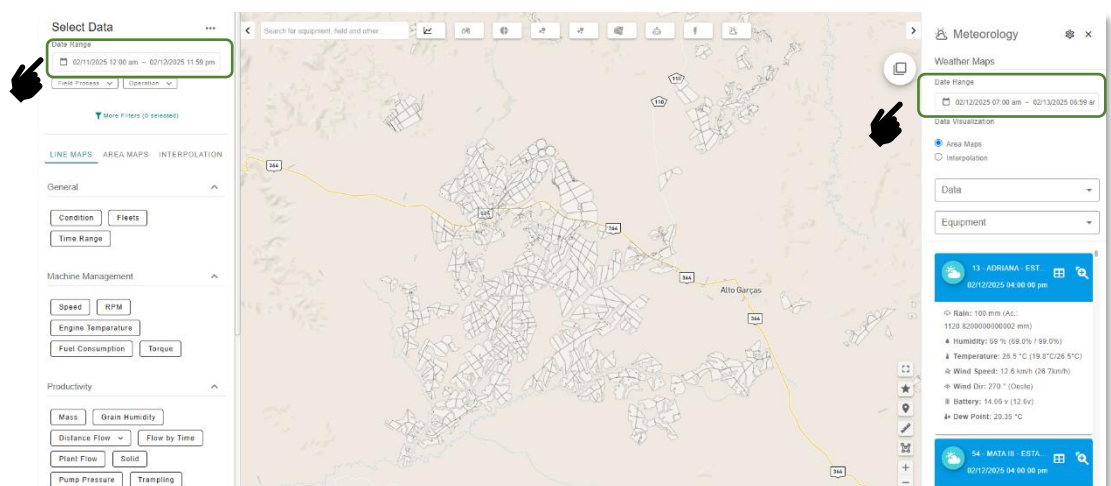 Select Data
Date Range
02/11/2025 12:00 am ~ 02/12/2025 11:59 pm
Field Process
Operation
More Filters (0 selected)
LINE MAPS AREA MAPS INTERPOLATION
General
Condition Fleets
Time Range
Machine Management
Speed RPM
Engine Temperature
Fuel Consumption Torque
Productivity
Mass Grain Humidity
Distance Flow Flow by Time
Plant Flow Solid
Pump Pressure Trampling
Search for equipment, field and other...
110
110
364
364
364
364
364
Alto Garças
Meteorology
Weather Maps
Date Range
02/12/2025 07:00 am ~ 02/13/2025 06:59 ar
Data Visualization
Area Maps
Interpolation
Data
Equipment
13 - ADRIANA - EST...
02/12/2025 04:00:00 pm
Rain: 100 mm (Ac.:
1120.8200000000002 mm)
Humidity: 69 % (69.0% / 99.0%)
Temperature: 26.5 °C (19.8°C/26.5°C)
Wind Speed: 12.6 km/h (26.7km/h)
Wind Dir: 270 ° (Oeste)
Battery: 14.06 v (12.6v)
Dew Point: 20.35 °C
54 - MATA III - ESTA...
02/12/2025 04:00:00 pm